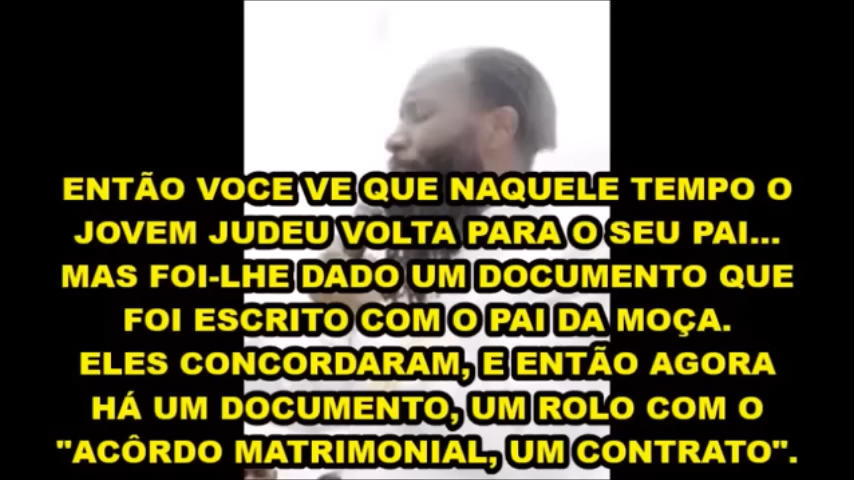 ENTÃO VOCE VE QUE NAQUELE TEMPO O
JOVEM JUDEU VOLTA PARA O SEU PAI...
MAS FOI-LHE DADO UM DOCUMENTO QUE
FOI ESCRITO COM O PAI DA MOÇA.
ELES CONCORDARAM, E ENTÃO AGORA
HÁ UM DOCUMENTO, UM ROLO COM O
"ACÔRDO MATRIMONIAL, UM CONTRATO".